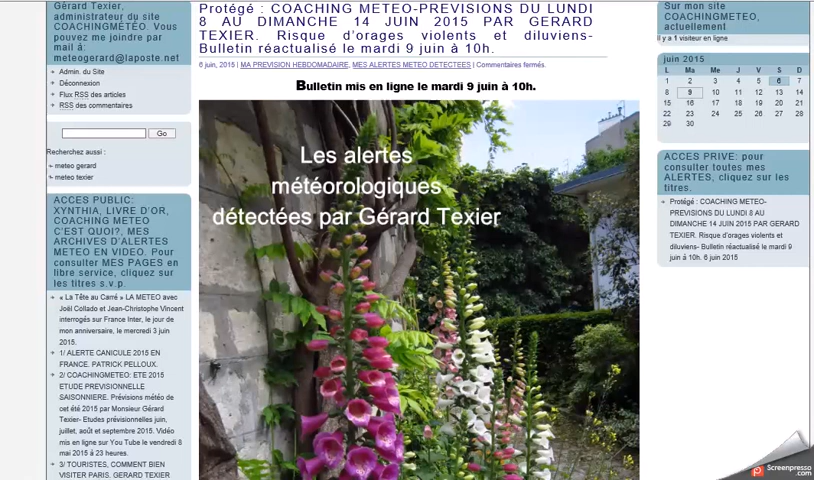 Gérard Texier,
administrateur du site
COACHINGMÉTÉO. Vous
pouvez me joindre par
mail à:
meteogerard@laposte.net
Admin. du Site
Déconnexion
Flux RSS des articles
RSS des commentaires
Go
Recherchez aussi :
meteo gerard
meteo texier
ACCES PUBLIC:
XYNTHIA, LIVRE D'OR,
COACHING METEO
C'EST QUOI?, MES
ARCHIVES D'ALERTES
METEO EN VIDEO. Pour
consulter MES PAGES en
libre service, cliquez sur
les titres s.v.p.
« La Tête au Carré » LA METEO avec
Joël Collado et Jean-Christophe Vincent
interrogés sur France Inter, le jour de
mon anniversaire, le mercredi 3 juin
2015.
1/ ALERTE CANICULE 2015 EN
FRANCE. PATRICK PELLOUX.
2/ COACHINGMETEO: ETE 2015
ETUDE PREVISIONNELLE
SAISONNIERE. Prévisions météo de
cet été 2015 par Monsieur Gérard
Texier- Etudes prévisionnelles juin,
juillet, août et septembre 2015. Vidéo
mis en ligne sur You Tube le vendredi 8
mai 2015 à 23 heures.
3/ TOURISTES, COMMENT BIEN
VISITER PARIS. GERARD TEXIER
Protégé : COACHING METEO-PREVISIONS DU LUNDI
8 AU DIMANCHE 14 JUIN 2015 PAR GERARD
TEXIER. Risque d'orages violents et diluviens-
Bulletin réactualisé le mardi 9 juin à 10h.
6 juin, 2015 | MA PREVISION HEBDOMADAIRE, MES ALERTES METEO DETECTEES | Commentaires fermés
Bulletin mis en ligne le mardi 9 juin à 10h.
Les alertes
météorologiques
détectées par Gérard Texier
Sur mon site
COACHINGMETEO,
actuellement
Il y a 1 visiteur en ligne
juin 2015
L Ma Me J V S D
1 2 3 4 5 6 7
8 9 10 11 12 13 14
15 16 17 18 19 20 21
22 23 24 25 26 27 28
29 30
ACCES PRIVE: pour
consulter toutes mes
ALERTES, cliquez sur les
titres.
Protégé : COACHING METEO-
PREVISIONS DU LUNDI 8 AU
DIMANCHE 14 JUIN 2015 PAR GERARD
TEXIER. Risque d'orages violents et
diluviens- Bulletin réactualisé le mardi 9
juin à 10h. 6 juin 2015
Screenpresso
.com